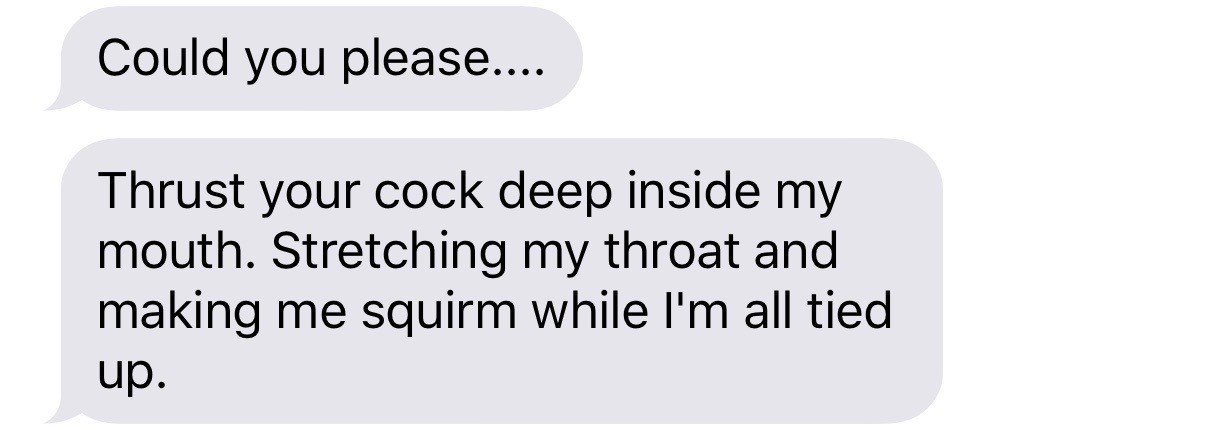 Could you please....
Thrust your cock deep inside my
mouth. Stretching my throat and
making me squirm while I'm all tied
up.